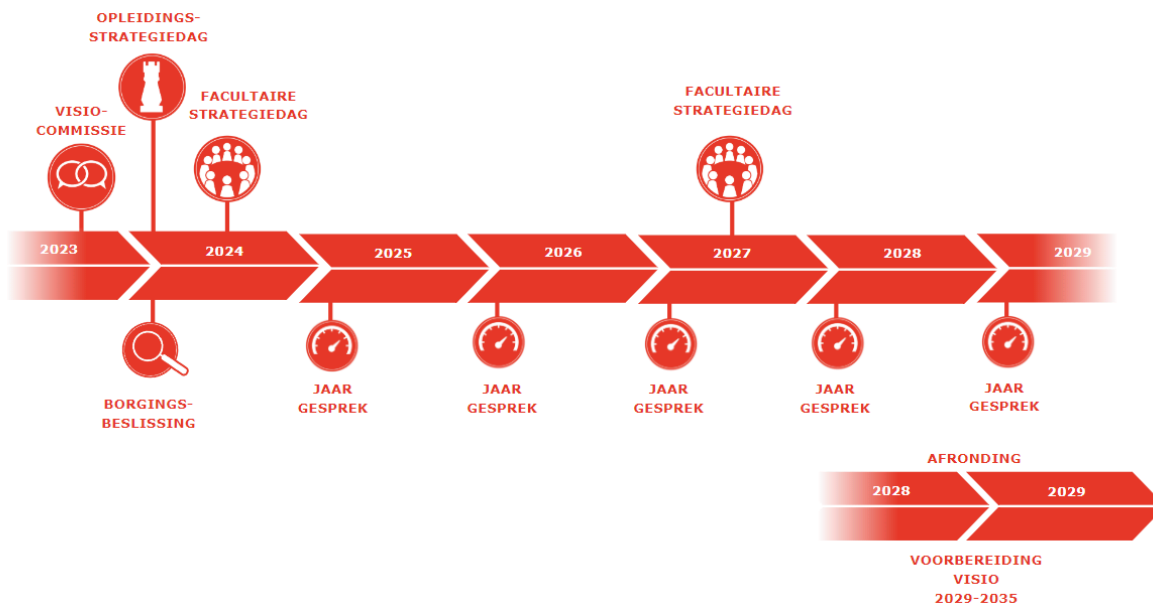 OPLEIDINGS-
STRATEGIEDAG
VISIO-
COMMISSIE
FACULTAIRE
STRATEGIEDAG
FACULTAIRE
STRATEGIEDAG
2023
2024
2025
2026
2027
2028
2029
BORGINGS-
BESLISSING
JAAR
GESPREK
JAAR
GESPREK
JAAR
GESPREK
JAAR
GESPREK
JAAR
GESPREK
AFRONDING
2028
2029
VOORBEREIDING
VISIO
2029-2035